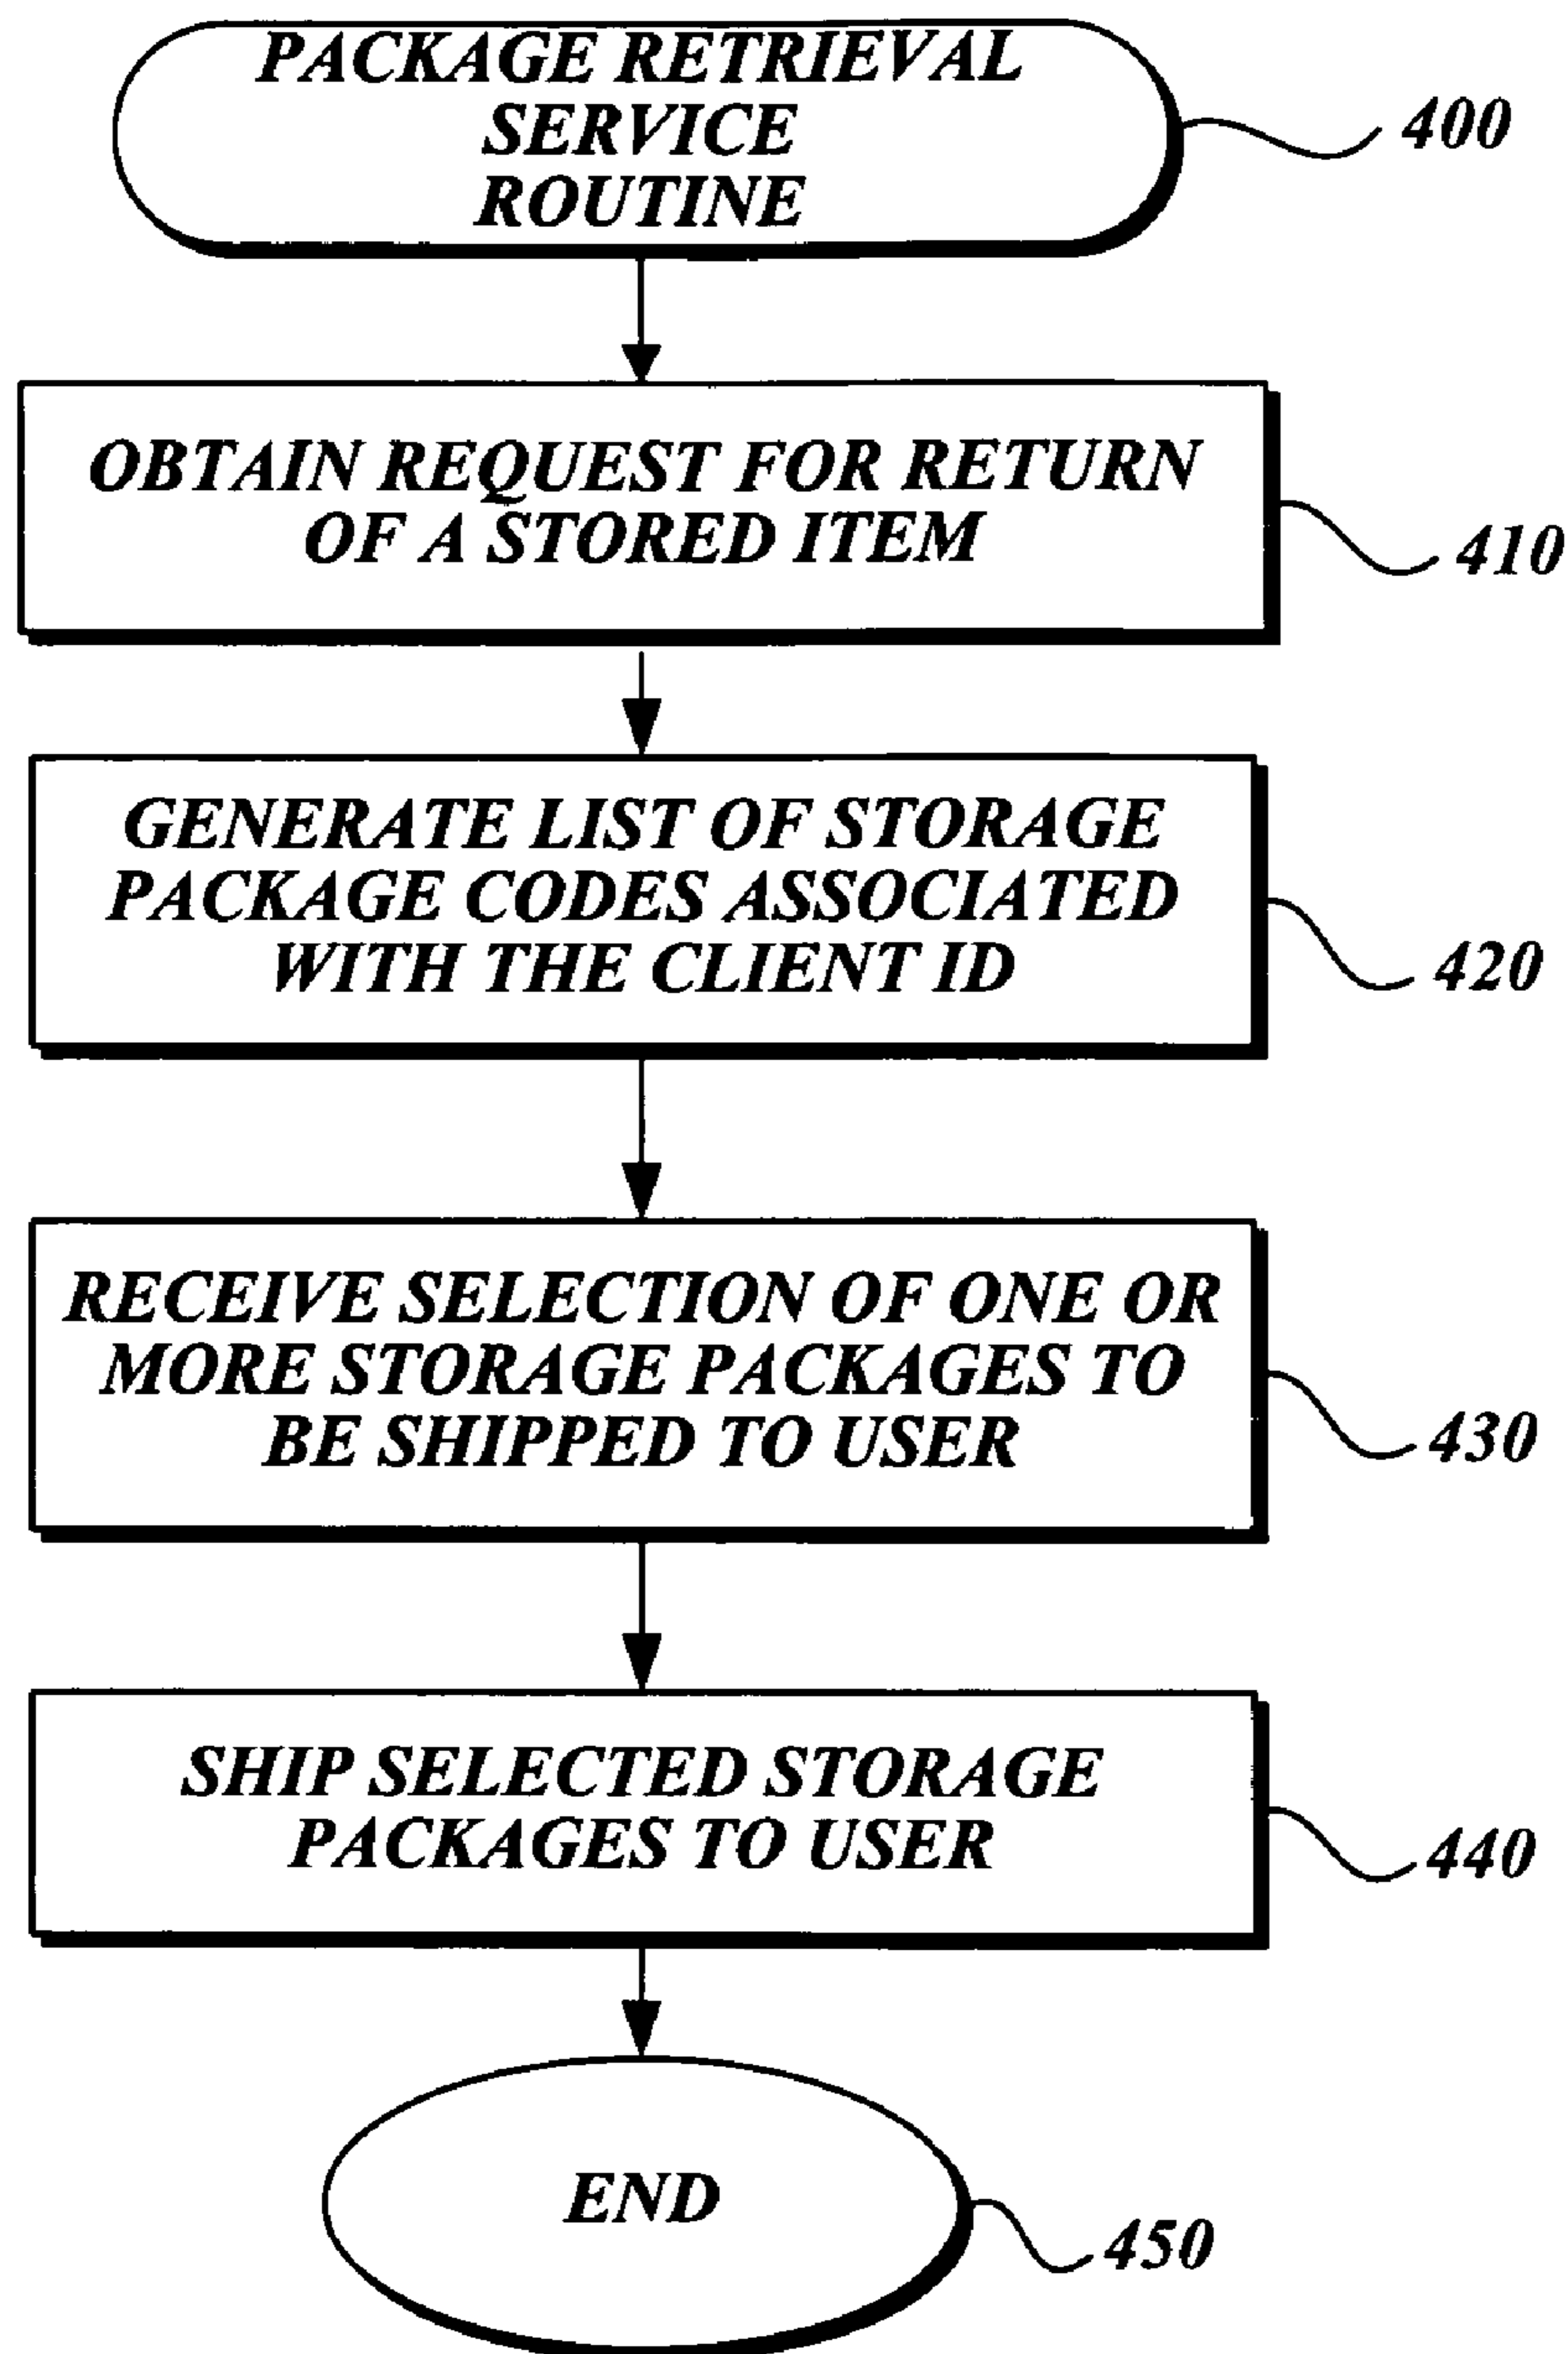 PACKAGE RETRIEVAL
SERVICE
ROUTINE
400
OBTAIN REQUEST FOR RETURN
OF A STORED ITEM
410
GENERATE LIST OF STORAGE
PACKAGE CODES ASSOCIATED
WITH THE CLIENT ID
420
RECEIVE SELECTION OF ONE OR
MORE STORAGE PACKAGES TO
BE SHIPPED TO USER
430
SHIP SELECTED STORAGE
PACKAGES TO USER
440
END
450